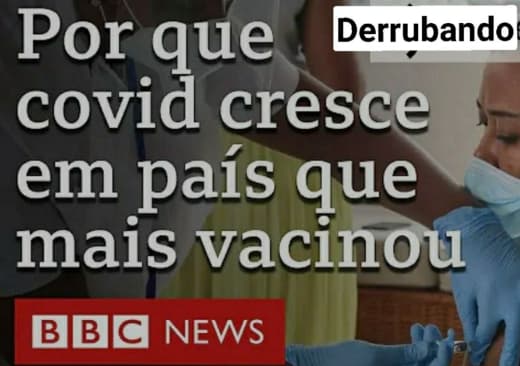 Derrubando
Por que
covid cresce
em país que
mais vacinou
BBC NEWS